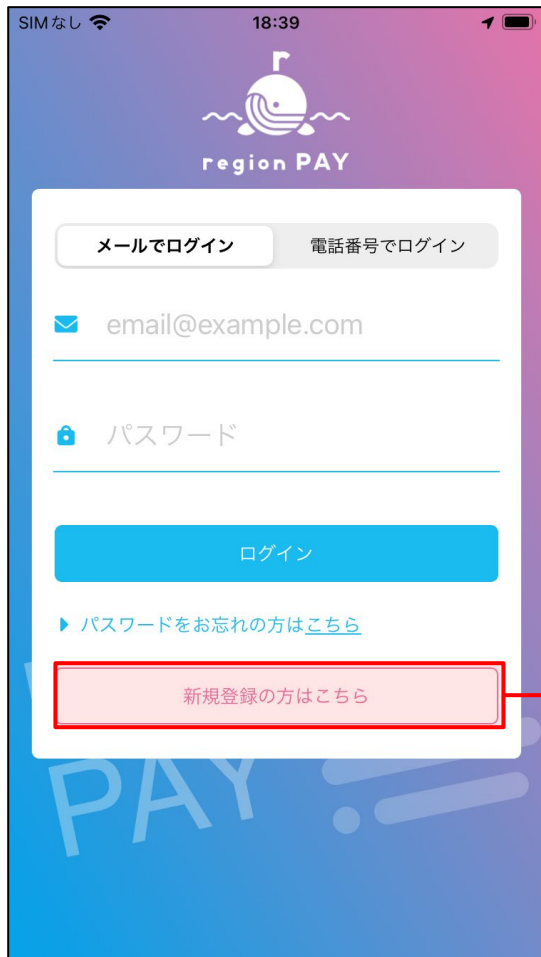 SIMなし 18:39
r
region PAY
メールでログイン 電話番号でログイン
email@example.com
パスワード
ログイン
パスワードをお忘れの方はこちら
新規登録の方はこちら
PAY